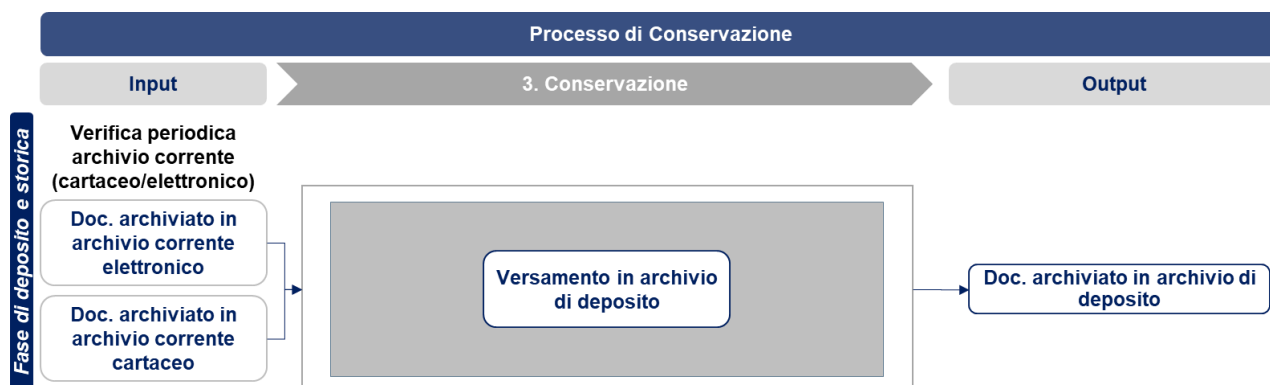 Processo di Conservazione
Input
3. Conservazione
Output
Fase di deposito e storica
Verifica periodica
archivio corrente
(cartaceo/elettronico)
Doc. archiviato in
archivio corrente
elettronico
Doc. archiviato in
archivio corrente
cartaceo
Versamento in archivio
di deposito
Doc. archiviato in archivio di
deposito